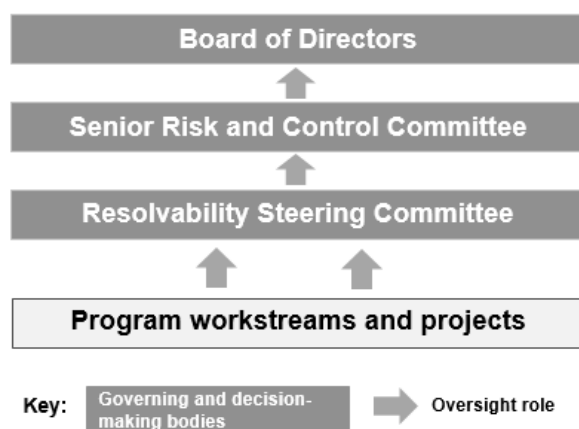 Board of Directors
Senior Risk and Control Committee
Resolvability Steering Committee
Program workstreams and projects
Key:
Governing and decision-
making bodies
Oversight role